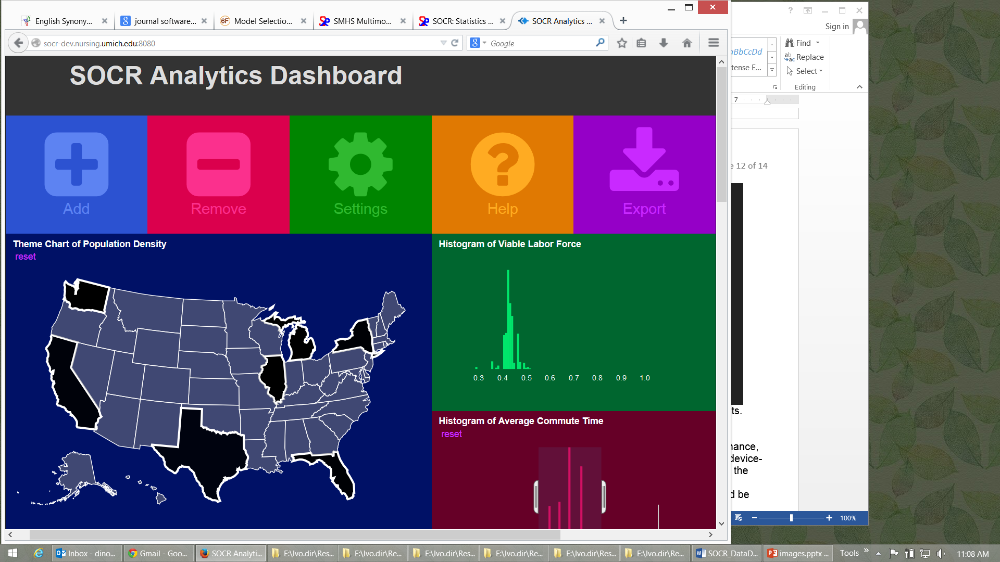 English Synony...
journal software...
6F
Model Selectio...
SMHS Multimo...
SOCR: Statistics ...
SOCR Analytics ...
socr-dev.nursing.umich.edu:8080
Google
SOCR Analytics Dashboard
Add
Remove
Settings
Help
Export
Theme Chart of Population Density
reset
Histogram of Viable Labor Force
0.3 0.4 0.5 0.6 0.7 0.8 0.9 1.0
Histogram of Average Commute Time
reset
Sign in
aBbCcDd
tense E...
Find
Replace
Select
Editing
7
e 12 of 14
ts.
nance,
device-
the
d be
100%
Inbox - dino...
Gmail - Goo...
SOCR Analyti...
E:\Ivo.dir\Res...
E:\Ivo.dir\Re...
E:\Ivo.dir\Res...
E:\Ivo.dir\Re...
E:\Ivo.dir\Res...
E:\Ivo.dir\Re...
SOCR_DataD...
images.pptx ...
Tools
11:08 AM